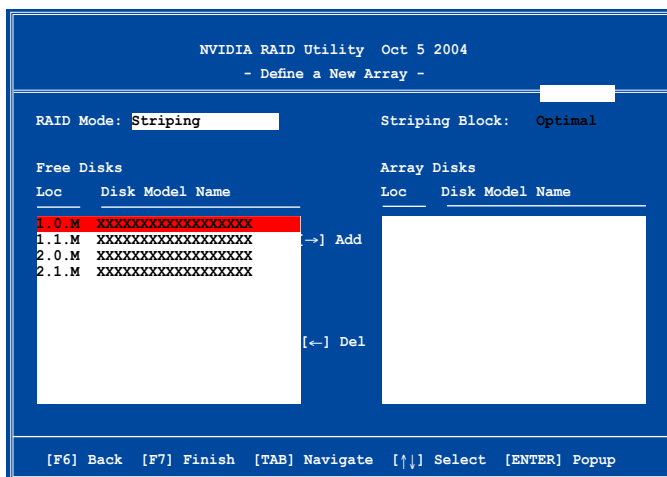 NVIDIA RAID Utility Oct 5 2004
- Define a New Array -
RAID Mode: Striping
Striping Block: Optimal
Free Disks
Array Disks
Loc Disk Model Name
Loc Disk Model Name
1.0.M XXXXXXXXXXXXXXXXXX
1.1.M XXXXXXXXXXXXXXXXXX
2.0.M XXXXXXXXXXXXXXXXXX
2.1.M XXXXXXXXXXXXXXXXXX
[→] Add
[←] Del
[F6] Back [F7] Finish [TAB] Navigate [↑↓] Select [ENTER] Popup